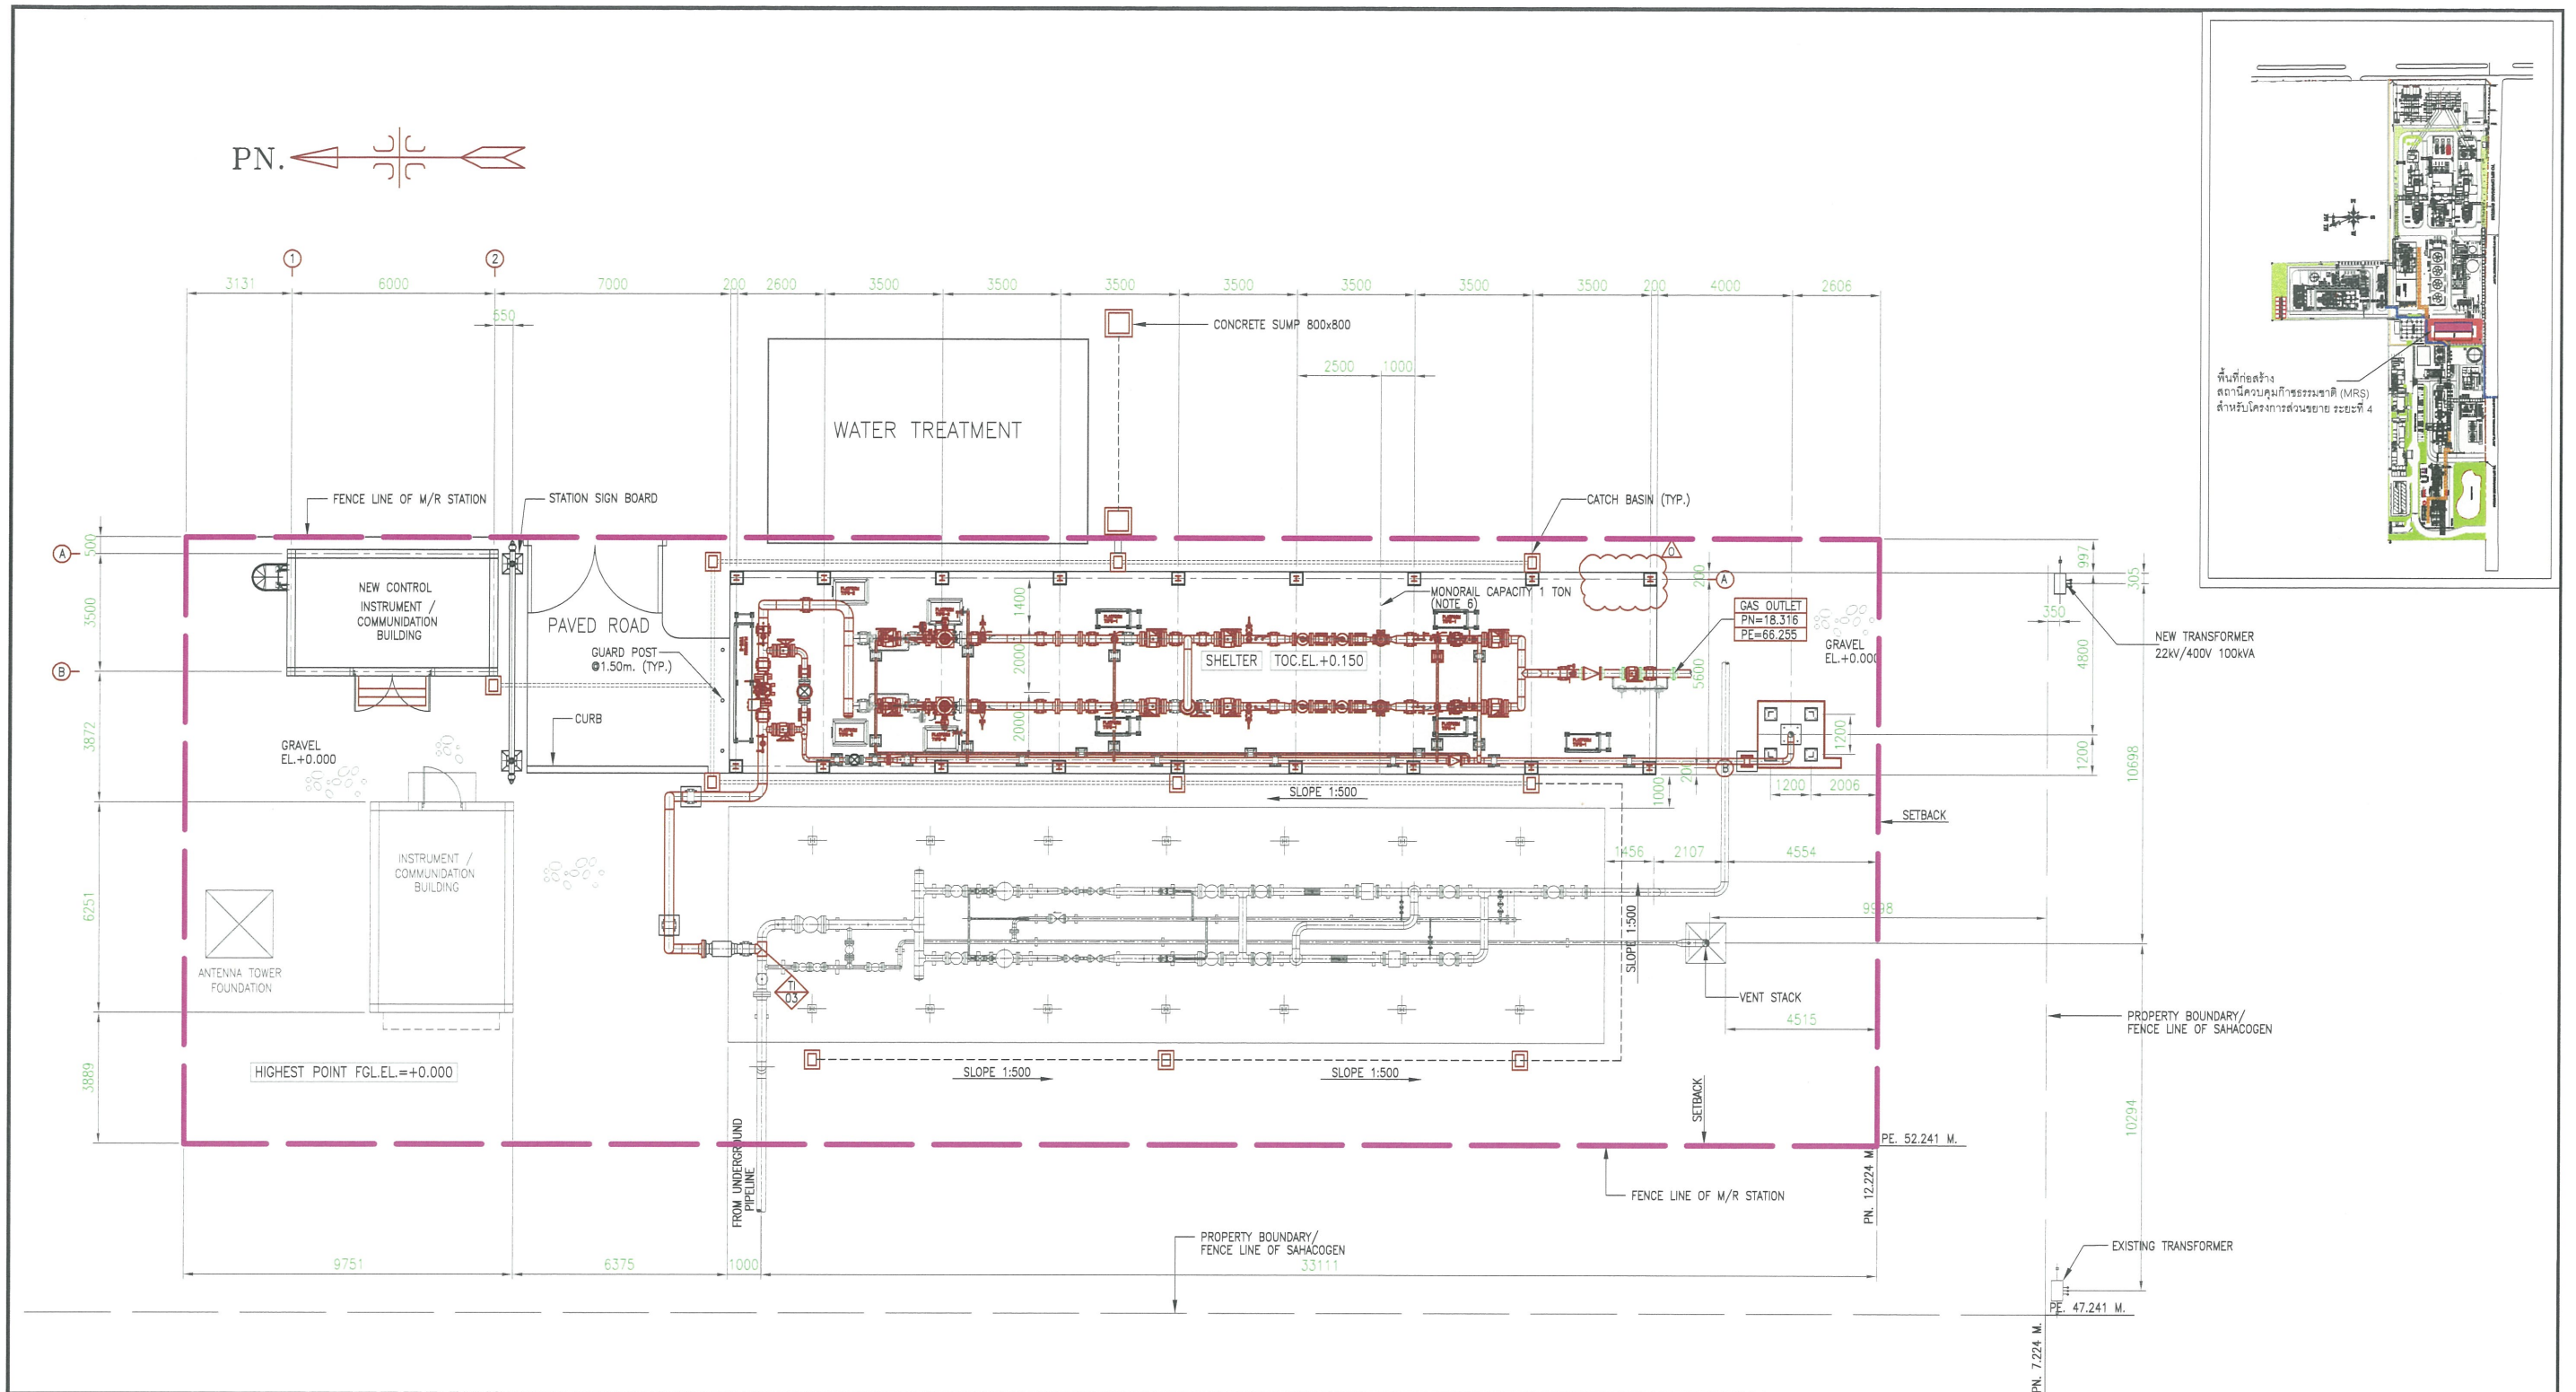 PN.
1
2
3131
6000
7000
200
2600
3500
3500
3500
3500
3500
3500
3500
200
4000
2606
550
CONCRETE SUMP 800x800
2500
1000
WATER TREATMENT
พื้นที่ก่อสร้าง
สถานีควบคุมก๊าซธรรมชาติ (MRS)
สำหรับโครงการส่วนขยาย ระยะที่ 4
FENCE LINE OF M/R STATION
STATION SIGN BOARD
CATCH BASIN (TYP.)
A
500
3500
B
3872
6251
3889
NEW CONTROL
INSTRUMENT /
COMMUNIDATION
BUILDING
PAVED ROAD
GUARD POST
@1.50m. (TYP.)
CURB
GRAVEL
EL.+0.000
1400
2000
2000
MONORAIL CAPACITY 1 TON
(NOTE 6)
SHELTER
TOC.EL.+0.150
0
200
A
5600
GAS OUTLET
PN=18.316
PE=66.255
GRAVEL
EL.+0.000
B
200
1000
997
305
350
4800
1200
10698
10294
NEW TRANSFORMER
22kV/400V 100kVA
1200
1200
2006
SLOPE 1:500
SETBACK
1456
2107
4554
INSTRUMENT /
COMMUNIDATION
BUILDING
ANTENNA TOWER
FOUNDATION
TI
03
SLOPE 1:500
9998
VENT STACK
4515
PROPERTY BOUNDARY/
FENCE LINE OF SAHACOGEN
HIGHEST POINT FGL.EL.=+0.000
SLOPE 1:500
SLOPE 1:500
SETBACK
PE. 52.241 M.
PN. 12.224 M.
FROM UNDERGROUND
PIPELINE
FENCE LINE OF M/R STATION
PROPERTY BOUNDARY/
FENCE LINE OF SAHACOGEN
EXISTING TRANSFORMER
9751
6375
1000
33111
PE. 47.241 M.
PN. 7.224 M.